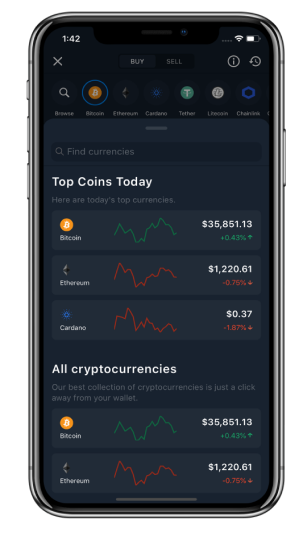 1:42
BUY SELL
Browse Bitcoin Ethereum Cardano Tether Litecoin Chainlink
Find currencies
Top Coins Today
Here are today's top currencies.
$35,851.13
Bitcoin +0.43%
$1,220.61
Ethereum -0.75%
$0.37
Cardano -1.87%
All cryptocurrencies
Our best collection of cryptocurrencies is just a click
away from your wallet.
$35,851.13
Bitcoin +0.43%
$1,220.61
Ethereum -0.75%